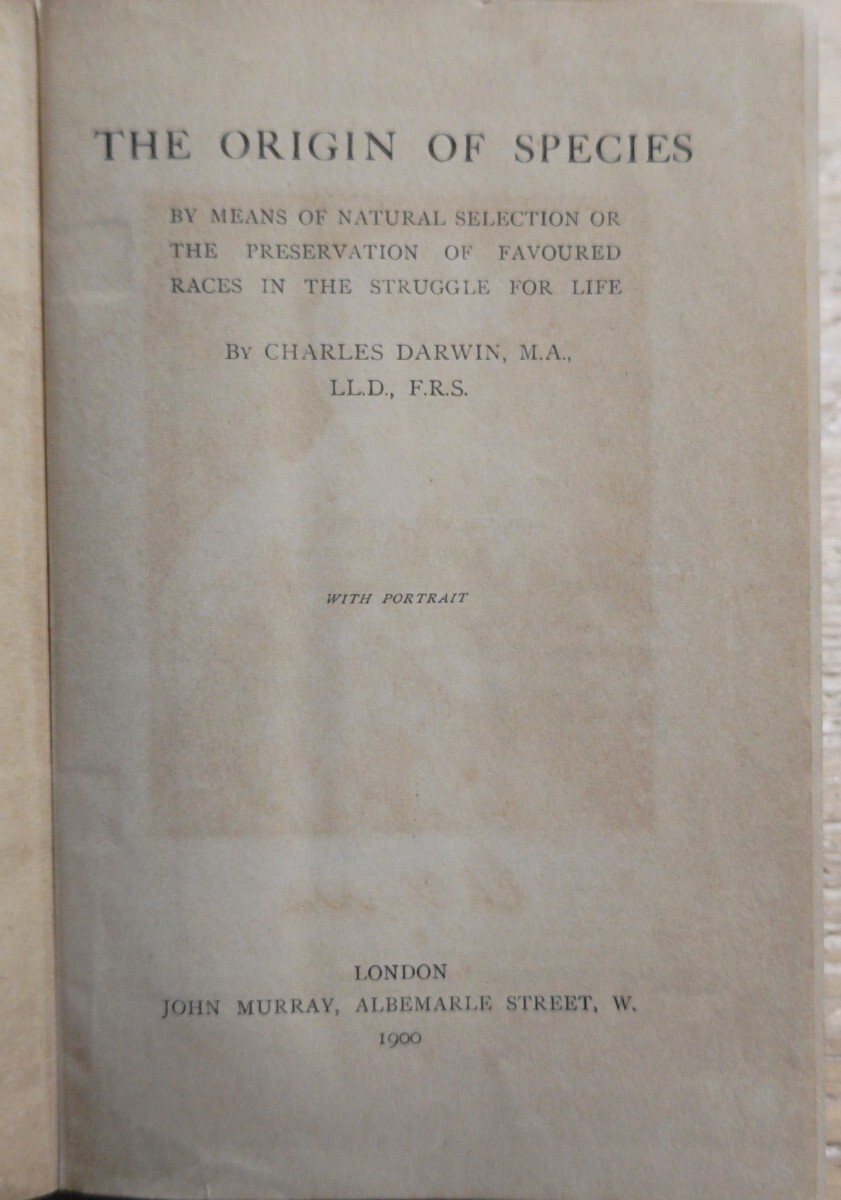 THE ORIGIN OF SPECIES
BY MEANS OF NATURAL SELECTION OR
THE PRESERVATION OF FAVOURED
RACES IN THE STRUGGLE FOR LIFE
BY CHARLES DARWIN, M.A.,
LL.D., F.R.S.
WITH PORTRAIT
LONDON
JOHN MURRAY, ALBEMARLE STREET, W.
1900